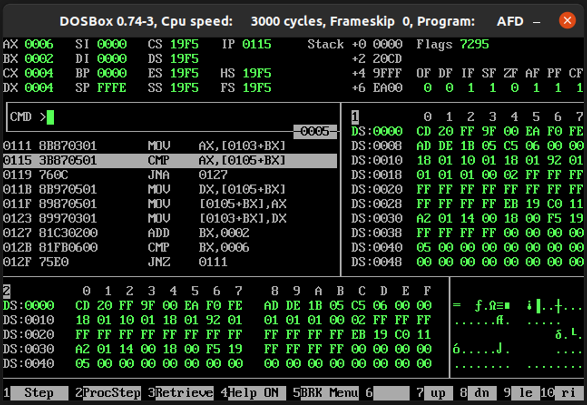 DOSBox 0.74-3, Cpu speed: 3000 cycles, Frameskip 0, Program: AFD
AX 0006 SI 0000 CS 19F5 IP 0115 Stack +0 0000 Flags 7295
BX 0002 DI 0000 DS 19F5 +2 20CD
CX 0004 BP 0000 ES 19F5 HS 19F5 +4 9FFF OF DF IF SF ZF AF PF CF
DX 0004 SP FFFE SS 19F5 FS 19F5 +6 EA00 0 0 1 1 0 1 1 1
CMD >
0005
0111 8B870301 MOV AX,[0103+BX]
0115 3B870501 CMP AX,[0105+BX]
0119 760C JNA 0127
011B 8B970501 MOV DX,[0105+BX]
011F 89870501 MOV [0105+BX],AX
0123 89970301 MOV [0103+BX],DX
0127 81C30200 ADD BX,0002
012B 81FB0600 CMP BX,0006
012F 75E0 JNZ 0111
1 0 1 2 3 4 5 6 7
DS:0000 CD 20 FF 9F 00 EA F0 FE
DS:0008 AD DE 1B 05 C5 06 00 00
DS:0010 18 01 10 01 18 01 92 01
DS:0018 01 01 01 00 02 FF FF FF
DS:0020 FF FF FF FF FF FF FF FF
DS:0028 FF FF FF FF EB 19 C0 11
DS:0030 A2 01 14 00 18 00 F5 19
DS:0038 FF FF FF FF 00 00 00 00
DS:0040 05 00 00 00 00 00 00 00
DS:0048 00 00 00 00 00 00 00 00
2 0 1 2 3 4 5 6 7 8 9 A B C D E F
DS:0000 CD 20 FF 9F 00 EA F0 FE AD DE 1B 05 C5 06 00 00
DS:0010 18 01 10 01 18 01 92 01 01 01 01 00 02 FF FF FF
DS:0020 FF FF FF FF FF FF FF FF FF FF FF FF EB 19 C0 11
DS:0030 A2 01 14 00 18 00 F5 19 FF FF FF FF 00 00 00 00
DS:0040 05 00 00 00 00 00 00 00 00 00 00 00 00 00 00 00
1 Step 2 ProcStep 3 Retrieve 4 Help ON 5 BRK Menu 6 7 up 8 dn 9 le 10 ri